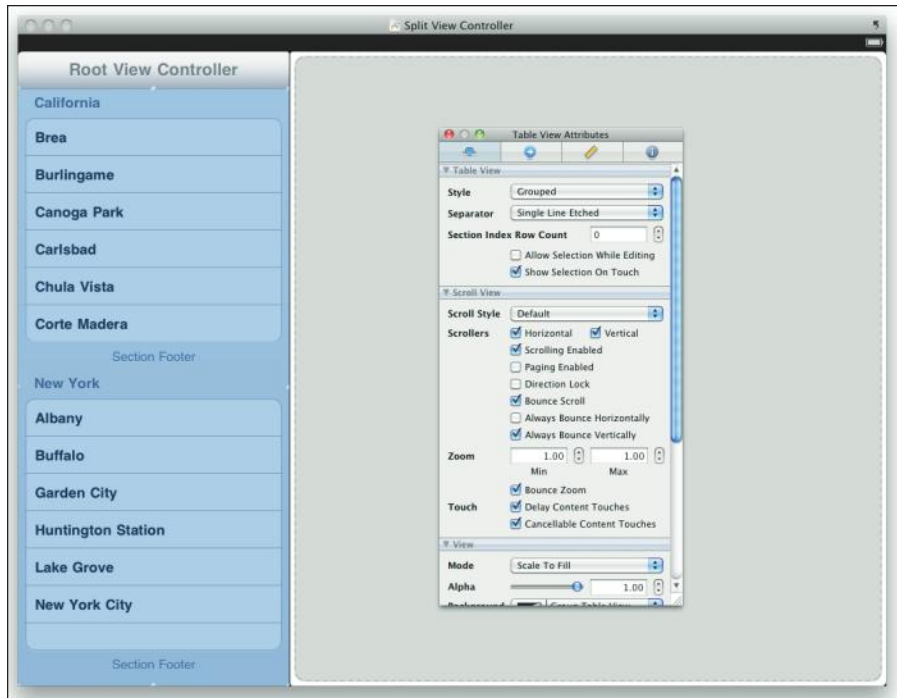 Split View Controller
Root View Controller
California
Brea
Burlingame
Canoga Park
Carlsbad
Chula Vista
Corte Madera
Section Footer
New York
Albany
Buffalo
Garden City
Huntington Station
Lake Grove
New York City
Section Footer
Table View Attributes
Table View
Style Grouped
Separator Single Line Etched
Section Index Row Count 0
Allow Selection While Editing
Show Selection On Touch
Scroll View
Scroll Style Default
Scrollers Horizontal Vertical
Scrolling Enabled
Paging Enabled
Direction Lock
Bounce Scroll
Always Bounce Horizontally
Always Bounce Vertically
Zoom 1.00 1.00
Min Max
Bounce Zoom
Touch Delay Content Touches
Cancellable Content Touches
View
Mode Scale To Fill
Alpha 1.00
Background Group Table View